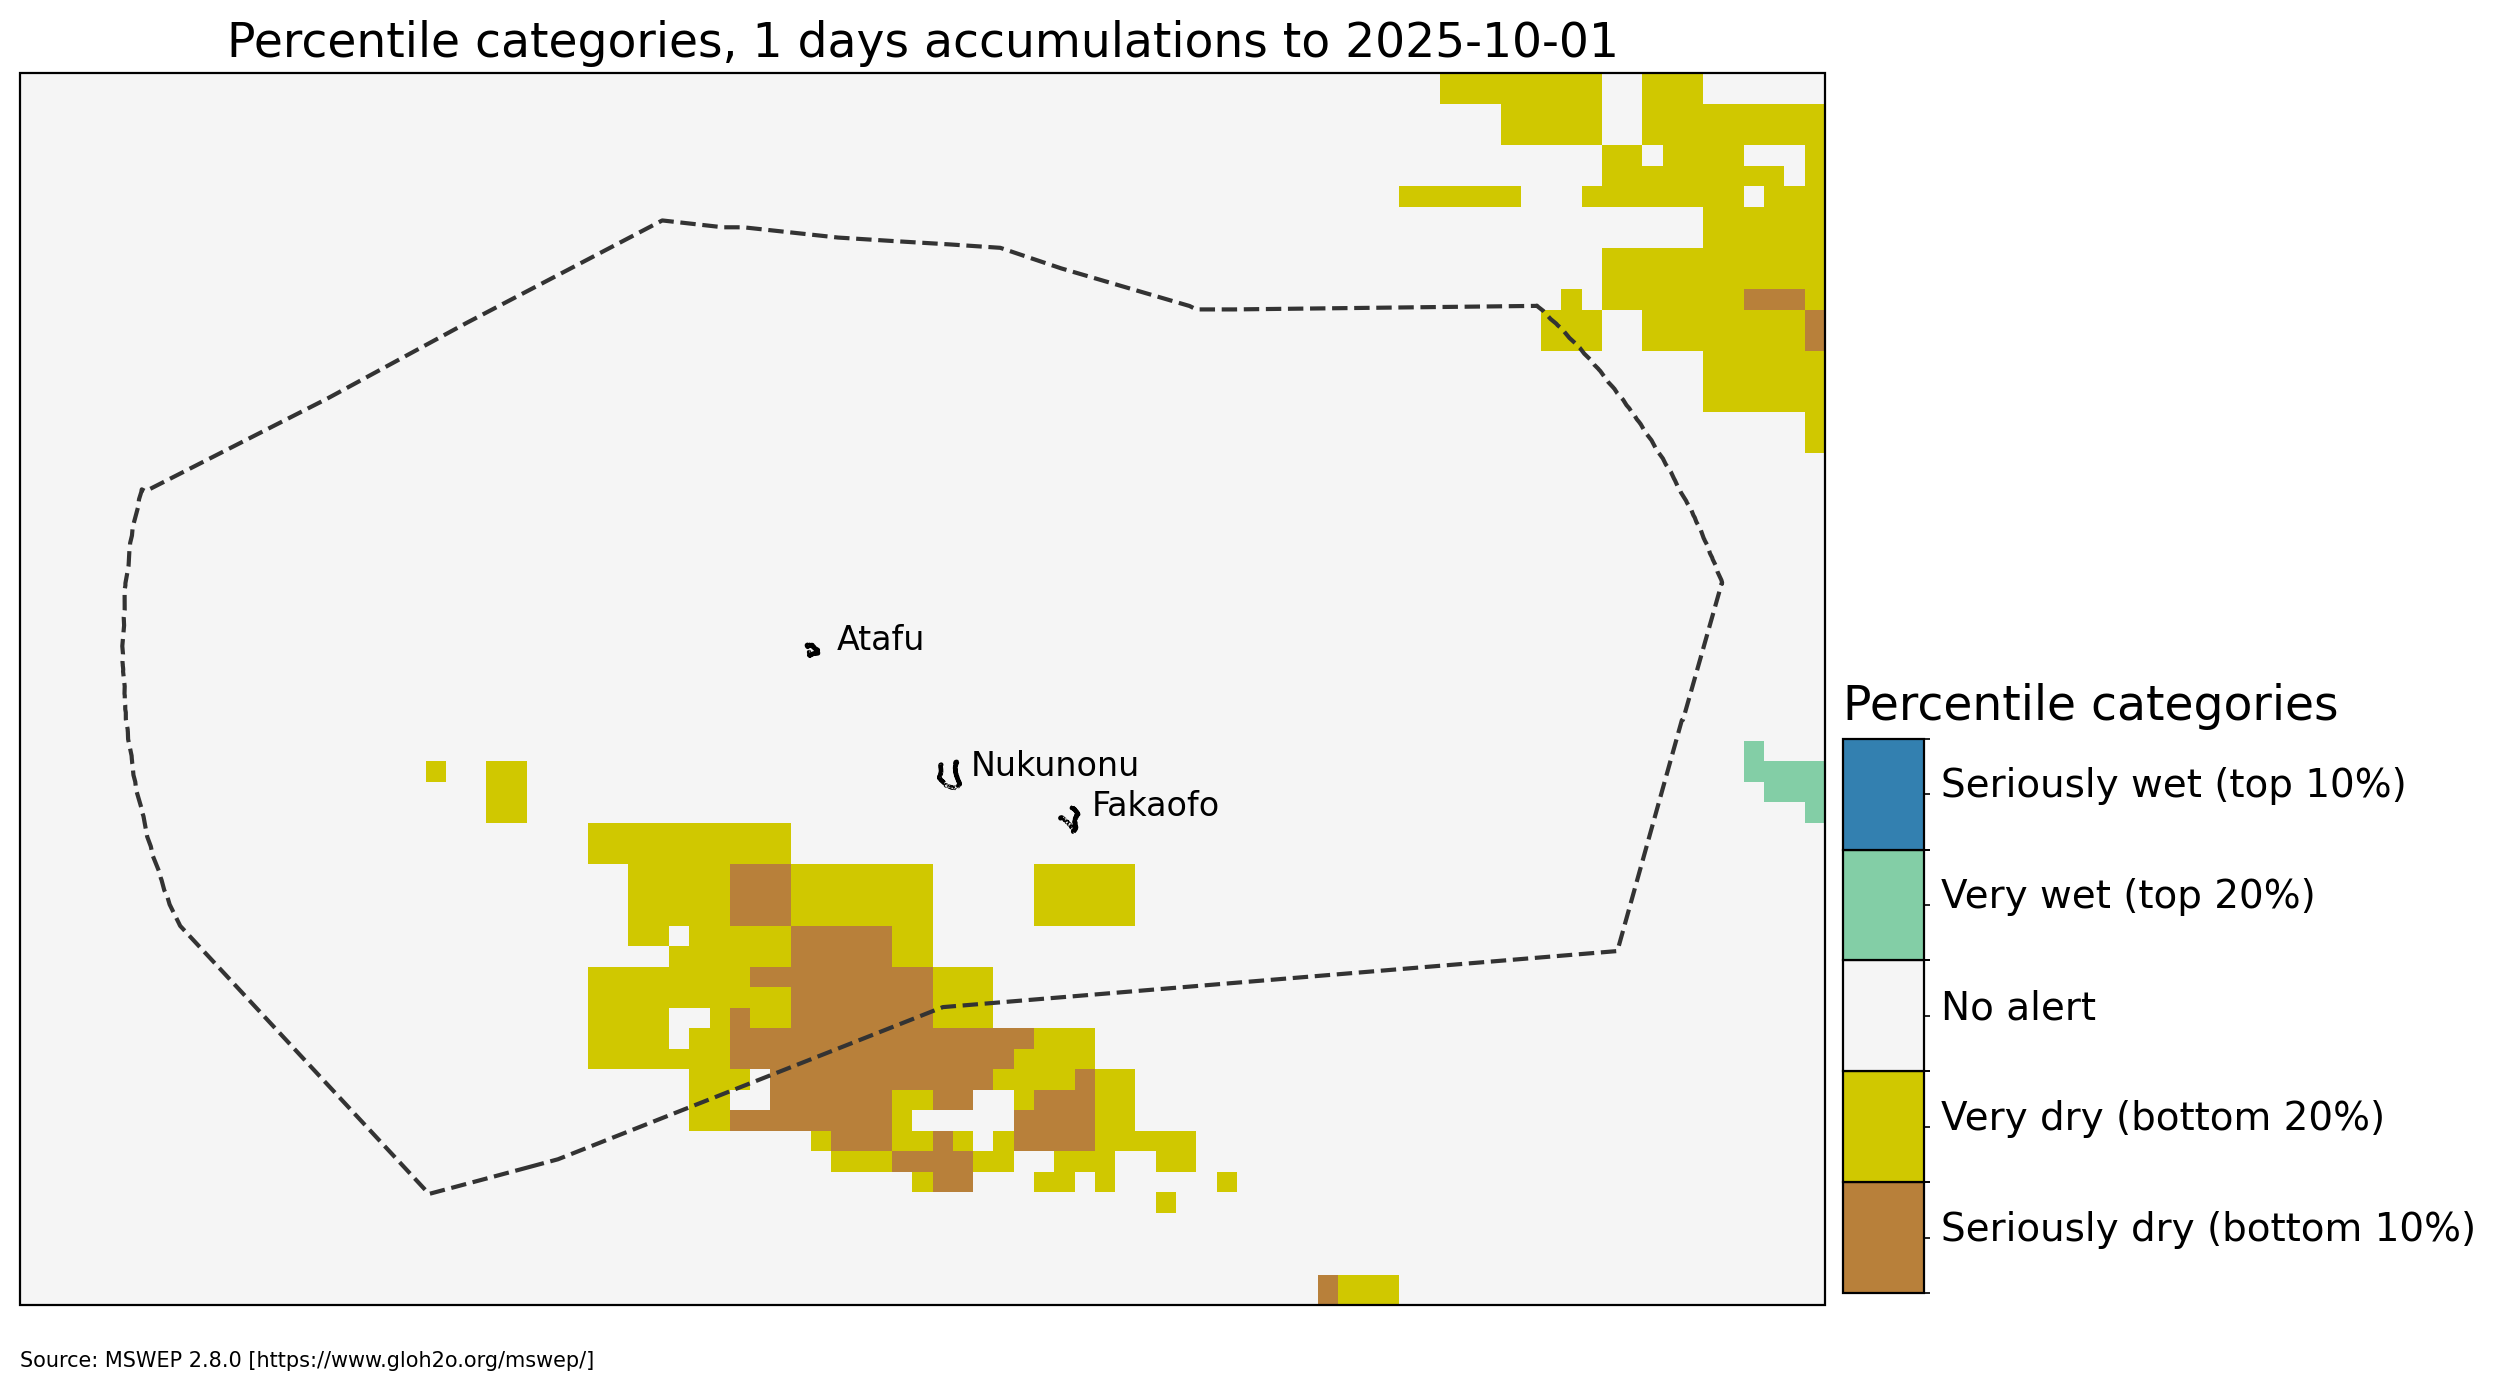 Percentile categories, 1 days accumulations to 2025-10-01
Atafu
Nukunonu
Fakaofo
Percentile categories
Seriously wet (top 10%)
Very wet (top 20%)
No alert
Very dry (bottom 20%)
Seriously dry (bottom 10%)
Source: MSWEP 2.8.0 [https://www.gloh2o.org/mswep/]